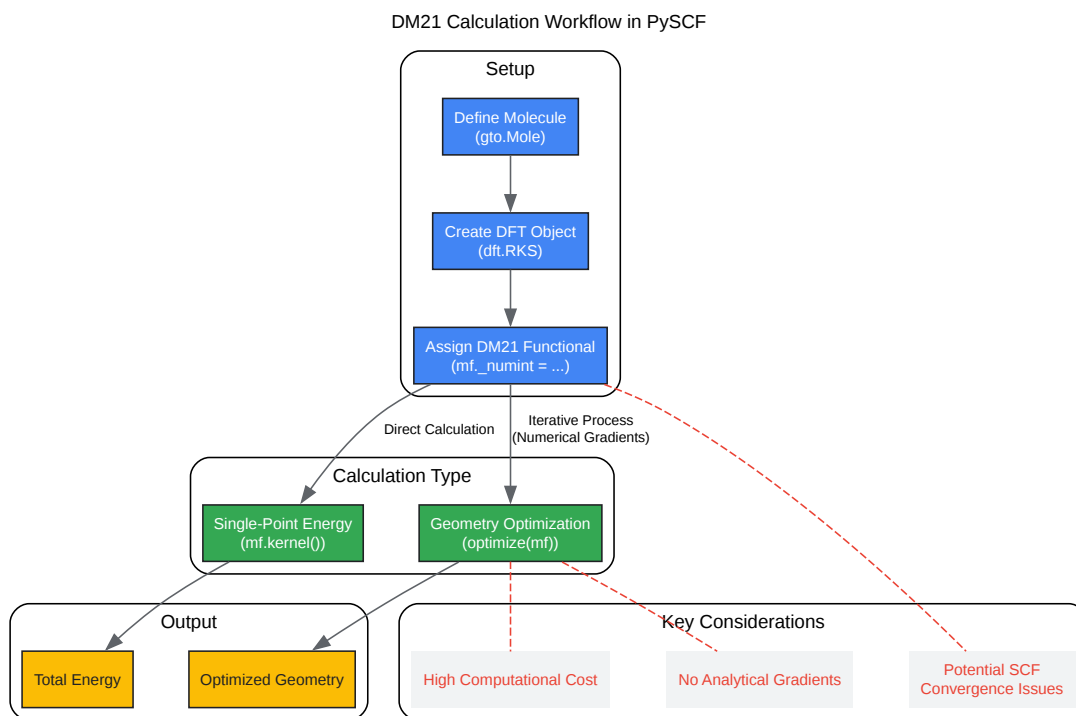 DM21 Calculation Workflow in PySCF
Setup
Define Molecule
(gto.Mole)
Create DFT Object
(dft.RKS)
Assign DM21 Functional
(mf._numint = ...)
Direct Calculation
Iterative Process
(Numerical Gradients)
Calculation Type
Single-Point Energy
(mf.kernel())
Geometry Optimization
(optimize(mf))
Output
Total Energy
Optimized Geometry
Key Considerations
High Computational Cost
No Analytical Gradients
Potential SCF
Convergence Issues